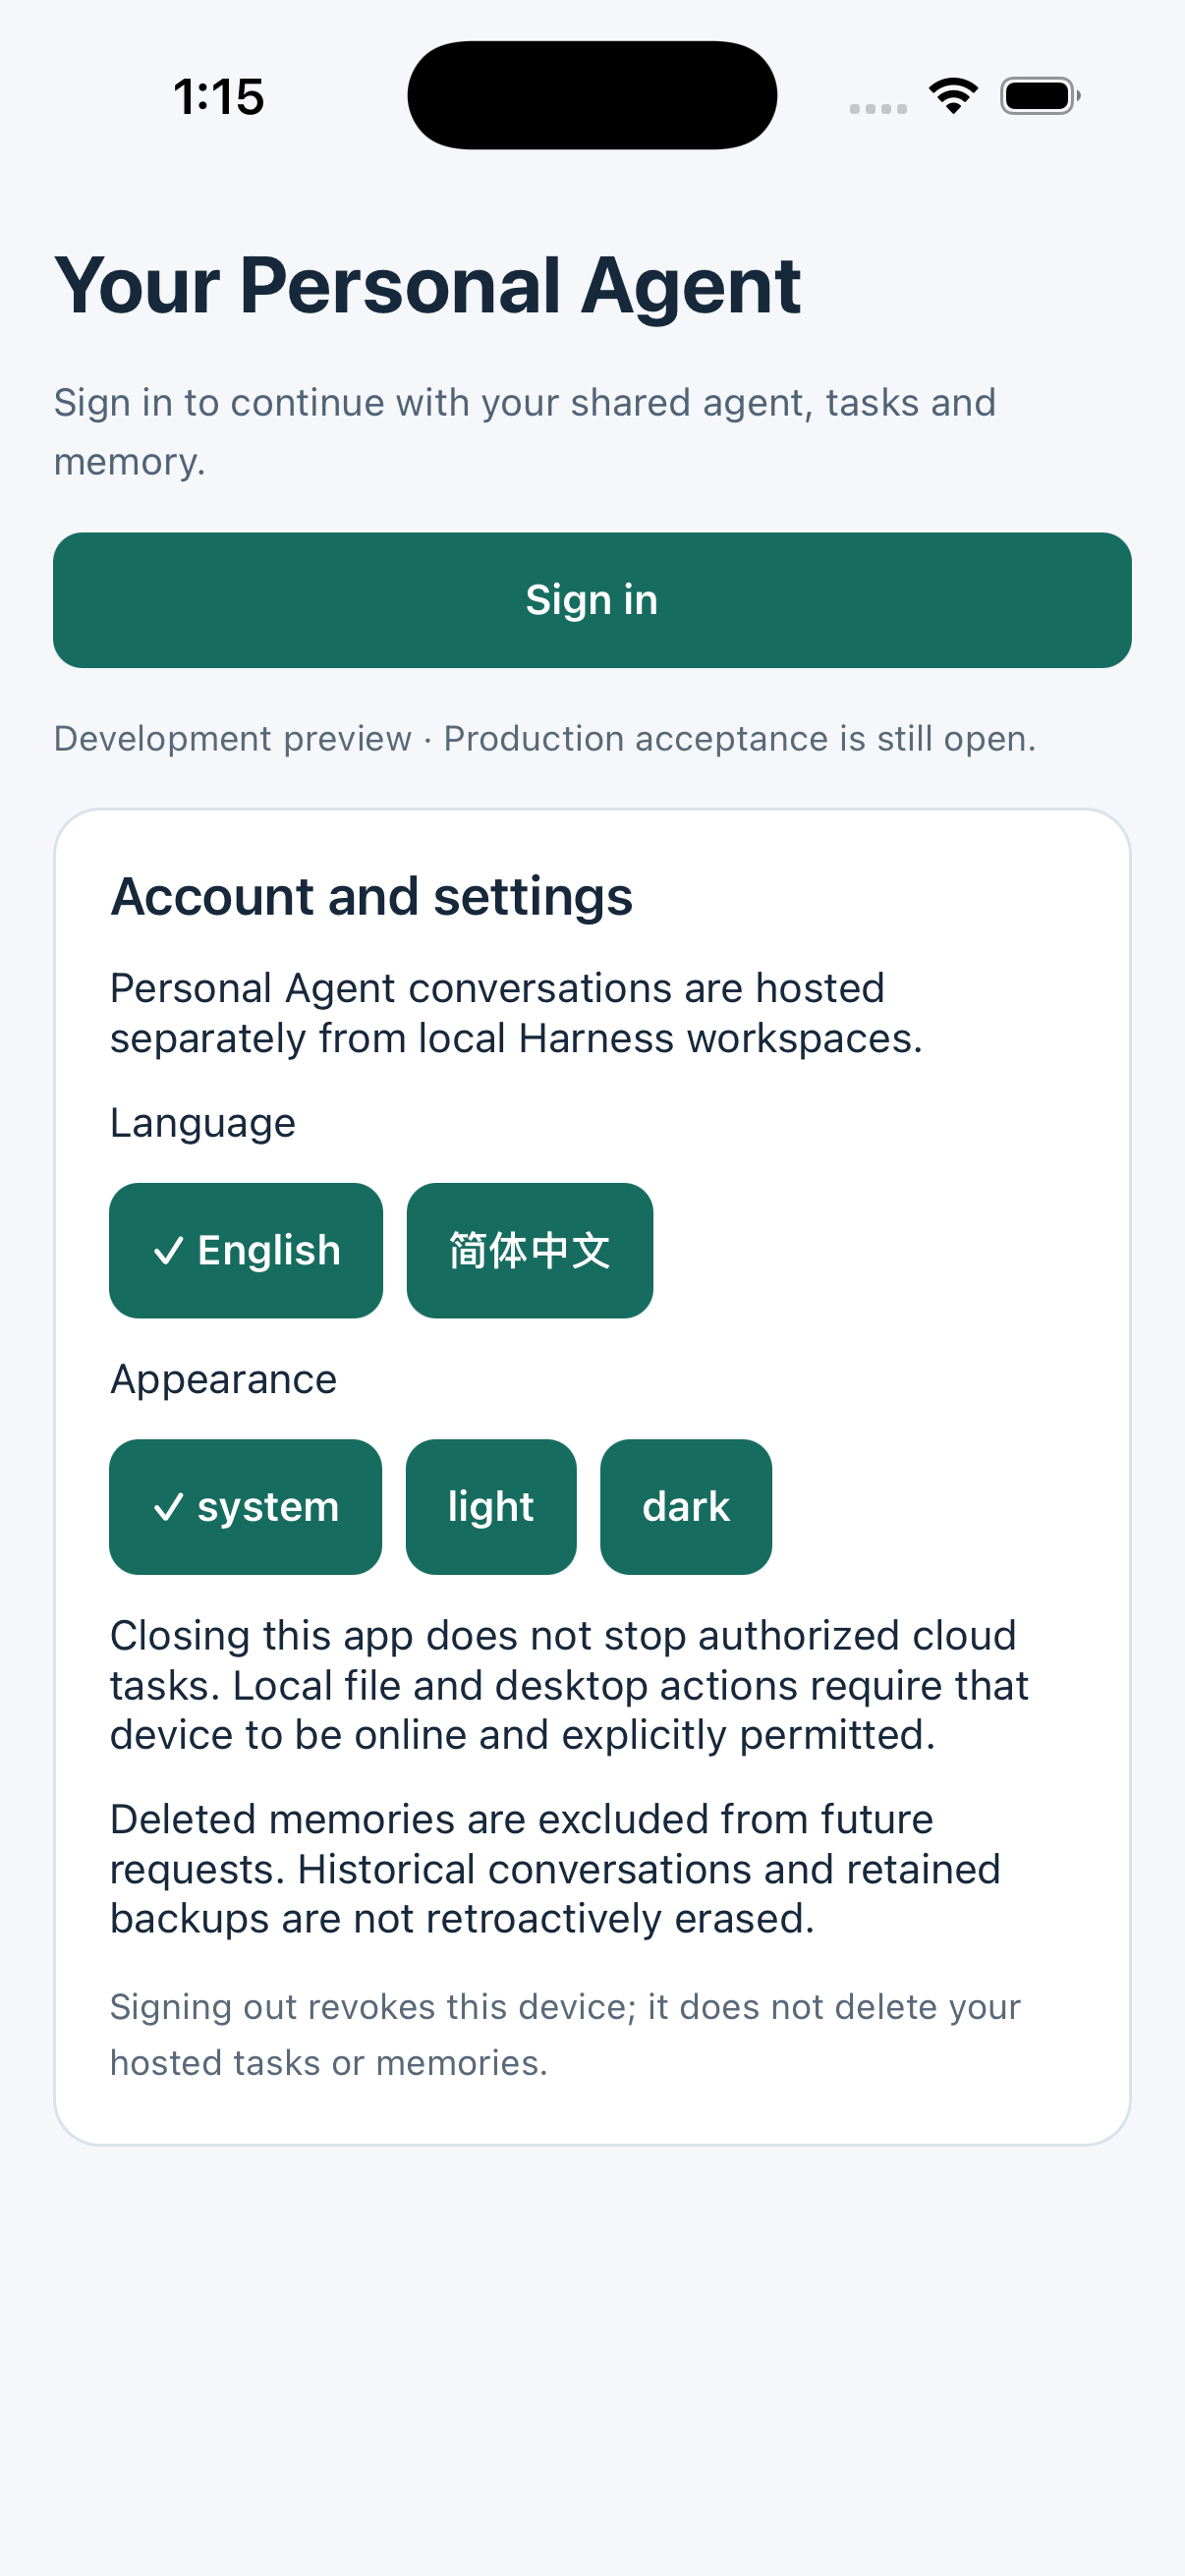 1:15
Your Personal Agent
Sign in to continue with your shared agent, tasks and
memory.
Sign in
Development preview · Production acceptance is still open.
Account and settings
Personal Agent conversations are hosted
separately from local Harness workspaces.
Language
✓ English 简体中文
Appearance
✓ system light dark
Closing this app does not stop authorized cloud
tasks. Local file and desktop actions require that
device to be online and explicitly permitted.
Deleted memories are excluded from future
requests. Historical conversations and retained
backups are not retroactively erased.
Signing out revokes this device; it does not delete your
hosted tasks or memories.